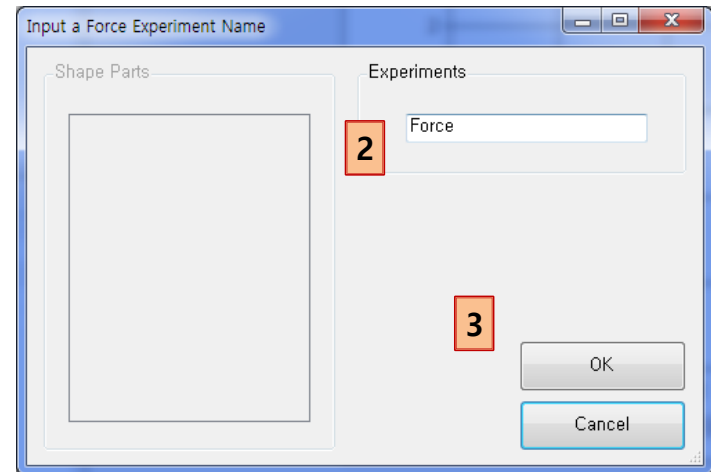 Input a Force Experiment Name
Shape Parts
Experiments
Force
2
3
OK
Cancel